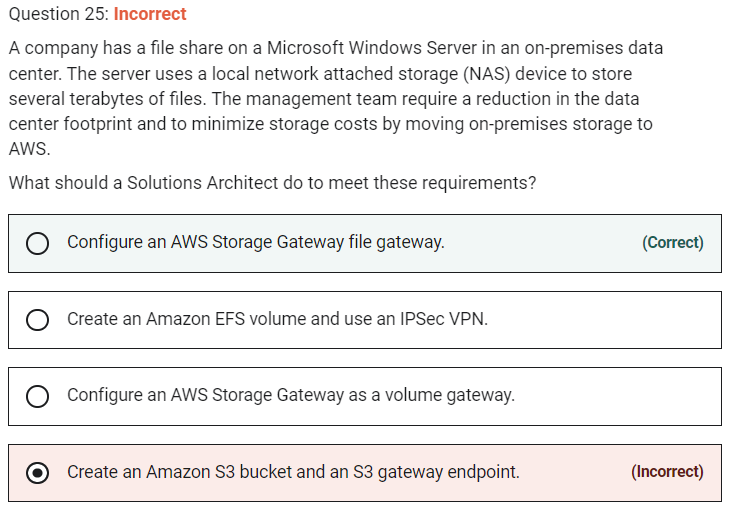 Question 25: Incorrect
A company has a file share on a Microsoft Windows Server in an on-premises data
center. The server uses a local network attached storage (NAS) device to store
several terabytes of files. The management team require a reduction in the data
center footprint and to minimize storage costs by moving on-premises storage to
AWS.
What should a Solutions Architect do to meet these requirements?
Configure an AWS Storage Gateway file gateway. (Correct)
Create an Amazon EFS volume and use an IPSec VPN.
Configure an AWS Storage Gateway as a volume gateway.
Create an Amazon S3 bucket and an S3 gateway endpoint. (Incorrect)